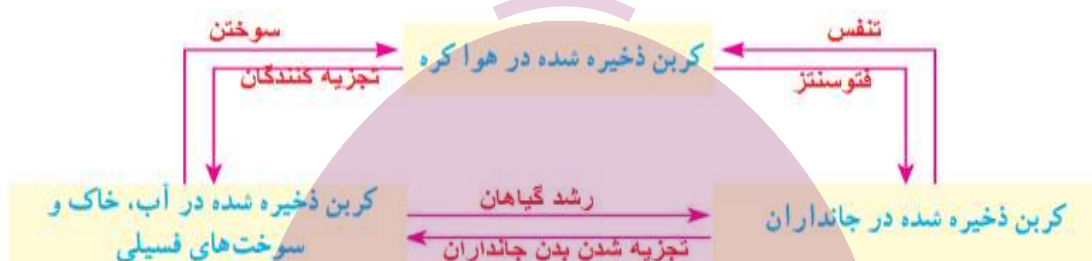 سوختن
تنفس
کربن ذخیره شده در هوا کره
تجزیه کنندگان
فتوسنتز
کربن ذخیره شده در آب، خاک و
سوخت‌های فسیلی
رشد گیاهان
تجزیه شدن بدن جانداران
کربن ذخیره شده در جانداران